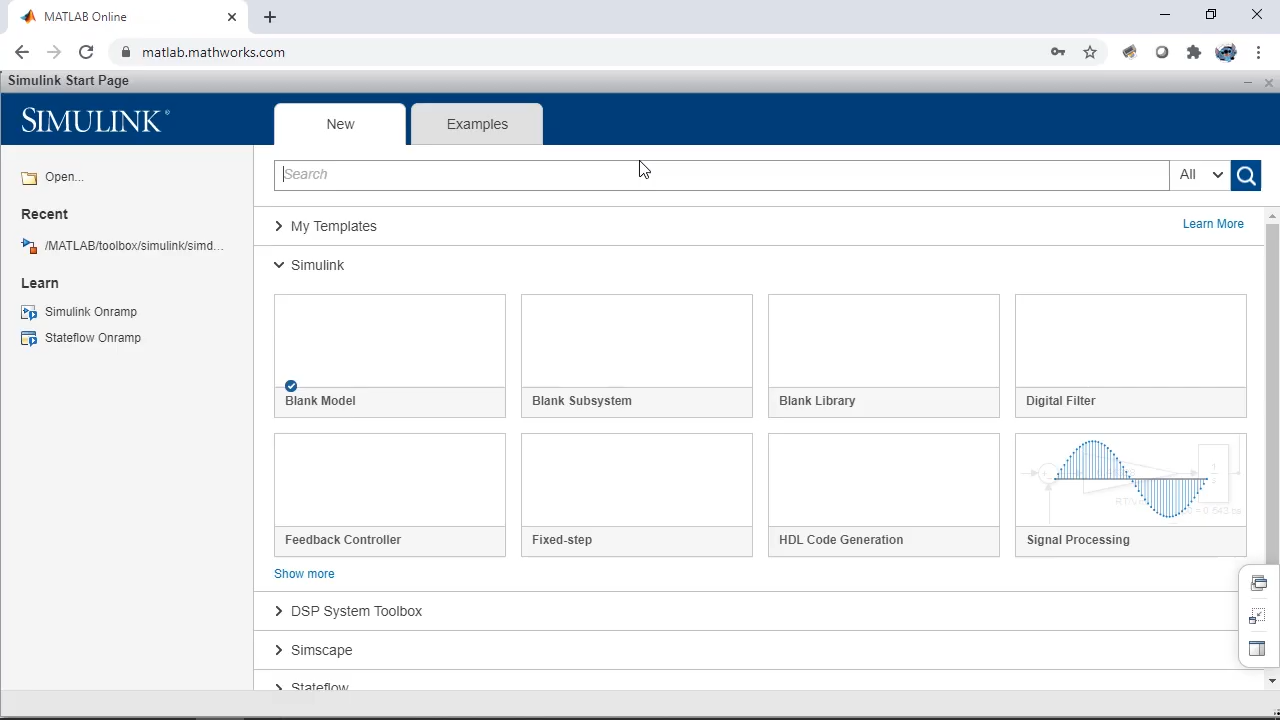 MATLAB Online
matlab.mathworks.com
Simulink Start Page
SIMULINK®
New
Examples
Open...
Recent
/MATLAB/toolbox/simulink/simd...
Learn
Simulink Onramp
Stateflow Onramp
Search
All
My Templates
Learn More
Simulink
Blank Model
Blank Subsystem
Blank Library
Digital Filter
Feedback Controller
Fixed-step
HDL Code Generation
Signal Processing
Show more
DSP System Toolbox
Simscape
Stateflow